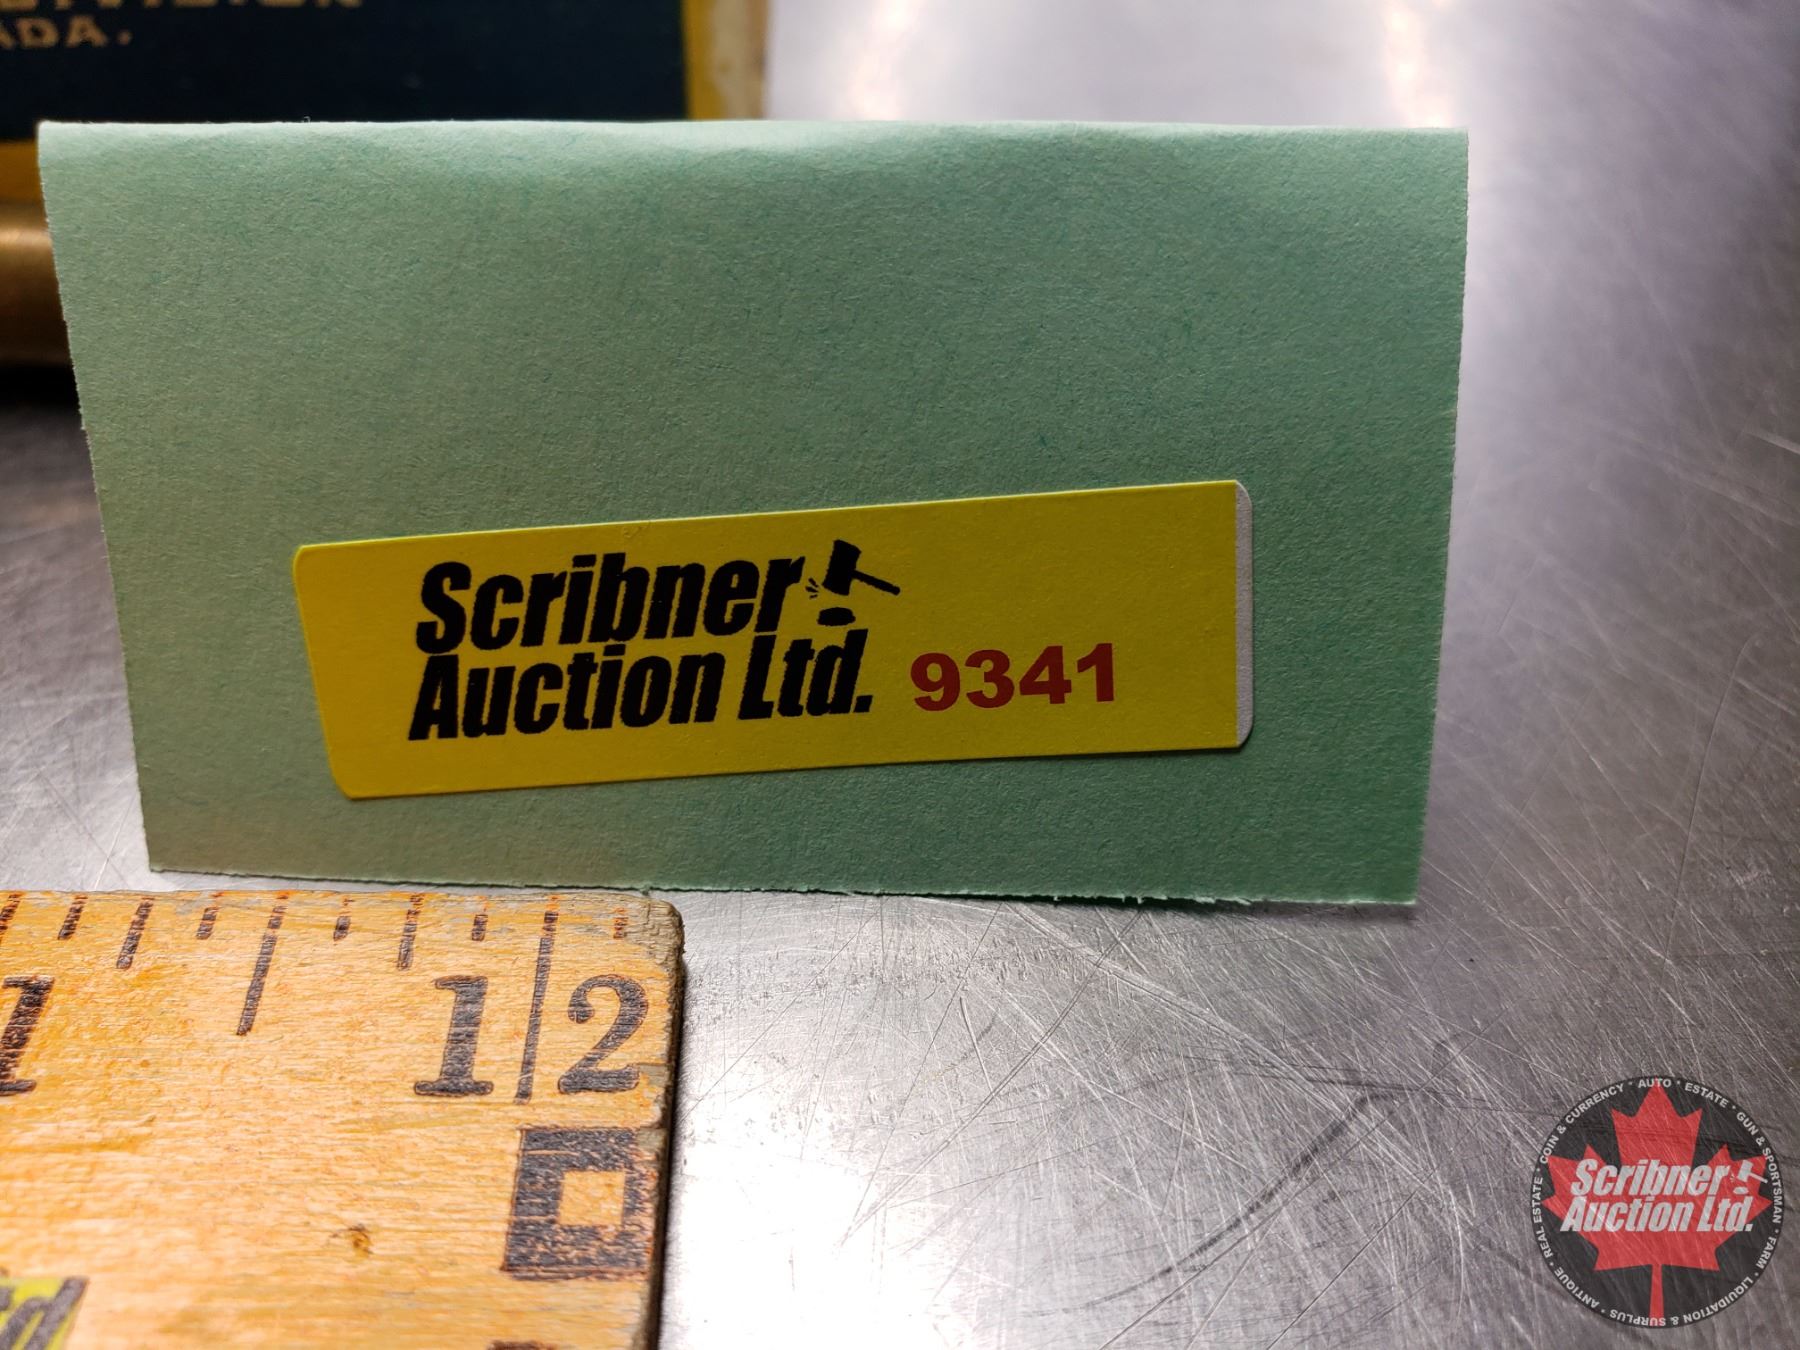 ADA.
Scribner
Auction Ltd. 9341
1 12
COIN & CURRENCY • AUTO • ESTATE • GUN & SPORTSMAN • FARM • LIQUIDATION & SURPLUS • ANTIQUE • REAL ESTATE •
Scribner
Auction Ltd.